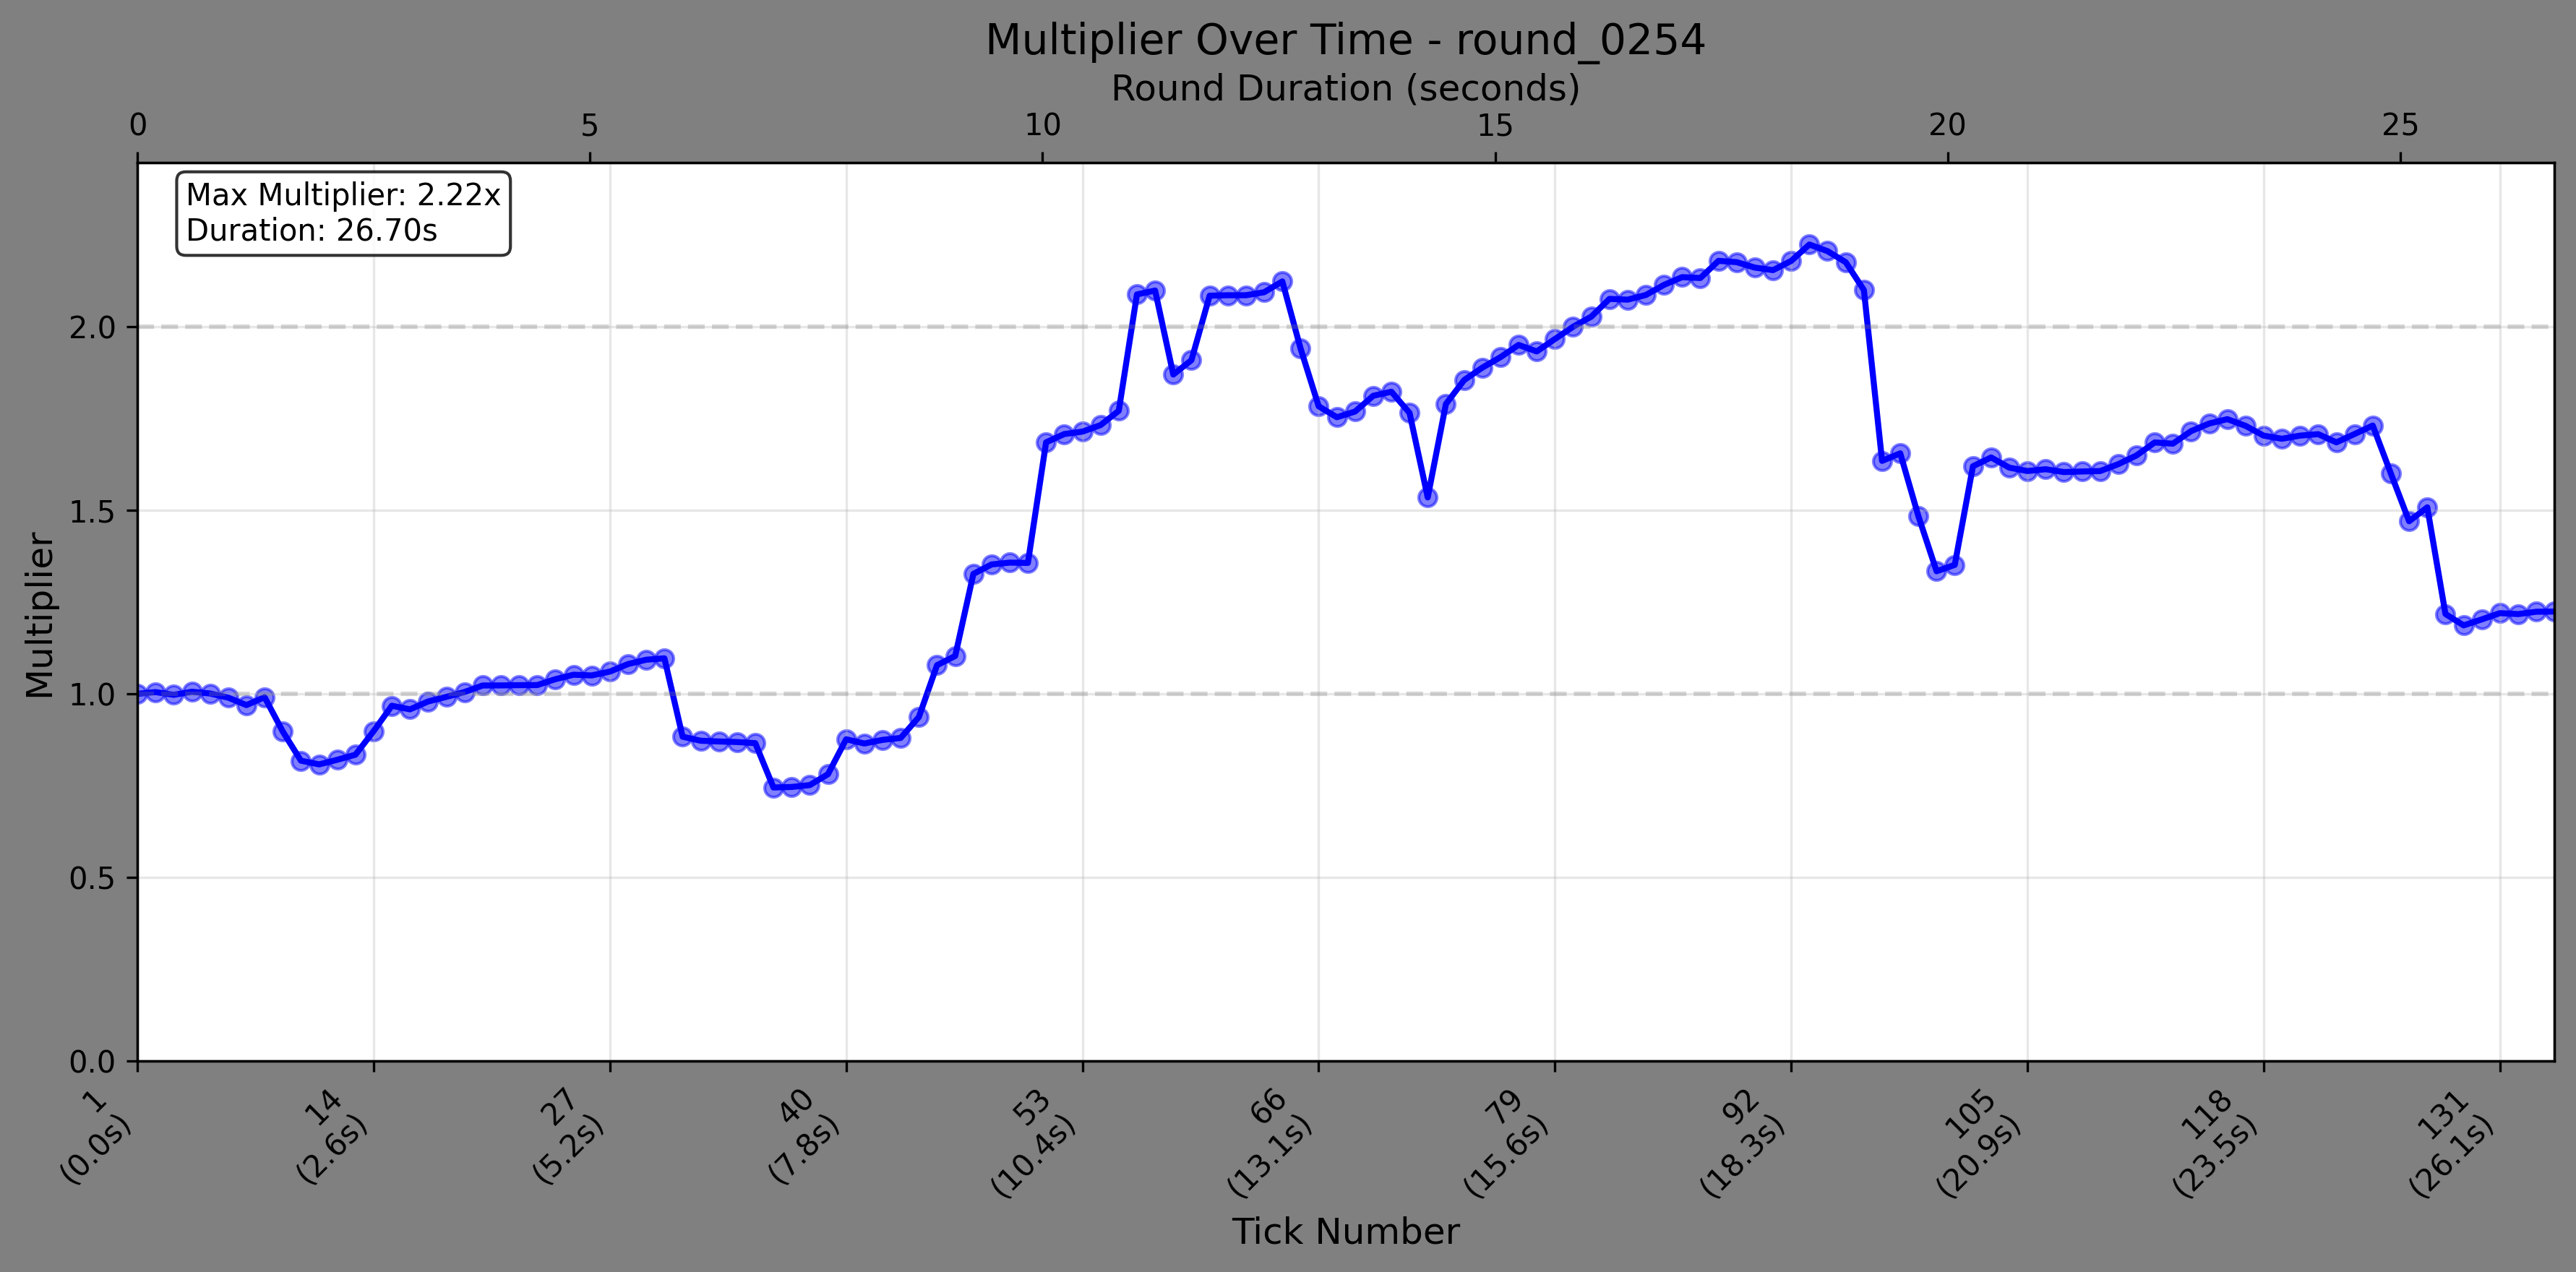 Multiplier Over Time - round_0254
Round Duration (seconds)
0 5 10 15 20 25
Max Multiplier: 2.22x
Duration: 26.70s
Multiplier
2.0
1.5
1.0
0.5
0.0
1
(0.0s)
14
(2.6s)
27
(5.2s)
40
(7.8s)
53
(10.4s)
66
(13.1s)
79
(15.6s)
92
(18.3s)
105
(20.9s)
118
(23.5s)
131
(26.1s)
Tick Number